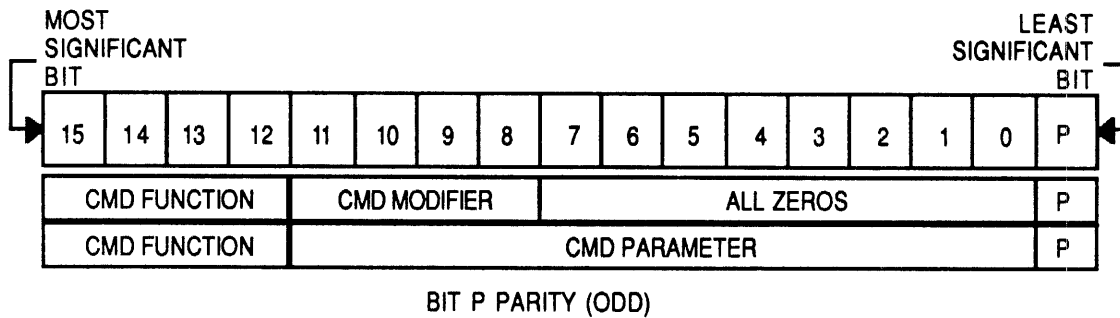 MOST
SIGNIFICANT
BIT
LEAST
SIGNIFICANT
BIT
15 14 13 12 11 10 9 8 7 6 5 4 3 2 1 0 P
CMD FUNCTION CMD MODIFIER ALL ZEROS P
CMD FUNCTION CMD PARAMETER P
BIT P PARITY (ODD)